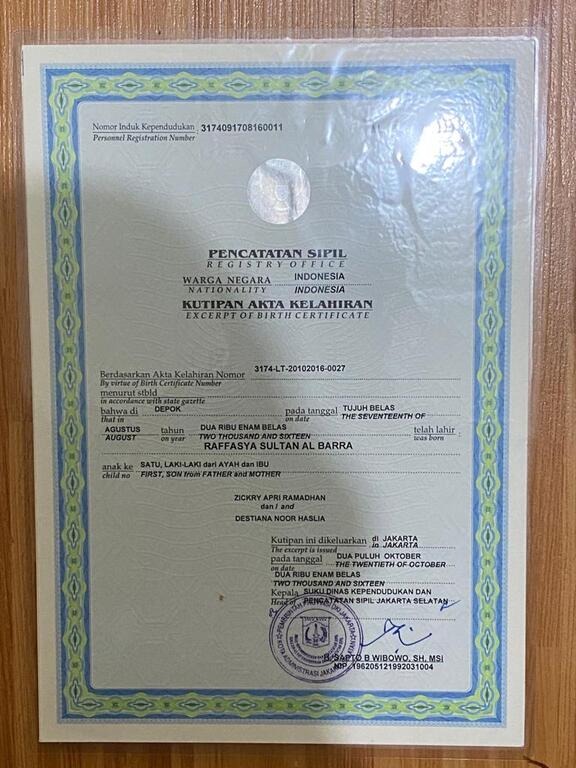 Nomor Induk Kependudukan : 3174091708160011
Personnel Registration Number
PENCATATAN SIPIL
REGISTRY OFFICE
WARGA NEGARA INDONESIA
NATIONALITY INDONESIA
KUTIPAN AKTA KELAHIRAN
EXCERPT OF BIRTH CERTIFICATE
Berdasarkan Akta Kelahiran Nomor 3174-LT-20102016-0027
By virtue of Birth Certificate Number
menurut stbld
in accordance with state gazette
bahwa di DEPOK pada tanggal TUJUH BELAS
that in on date THE SEVENTEENTH OF
AGUSTUS tahun DUA RIBU ENAM BELAS telah lahir
AUGUST on year TWO THOUSAND AND SIXTEEN was born
RAFFASYA SULTAN AL BARRA
anak ke SATU, LAKI-LAKI dari AYAH dan IBU
child no FIRST, SON from FATHER and MOTHER
ZICKRY APRI RAMADHAN
dan / and
DESTIANA NOOR HASLIA
Kutipan ini dikeluarkan di JAKARTA
The excerpt is issued in JAKARTA
pada tanggal DUA PULUH OKTOBER
on date THE TWENTIETH OF OCTOBER
DUA RIBU ENAM BELAS
TWO THOUSAND AND SIXTEEN
Kepala SUKU DINAS KEPENDUDUKAN DAN
Head of PENCATATAN SIPIL JAKARTA SELATAN
H. SAPTO B WIBOWO, SH, MSi
NIP. 196205121992031004